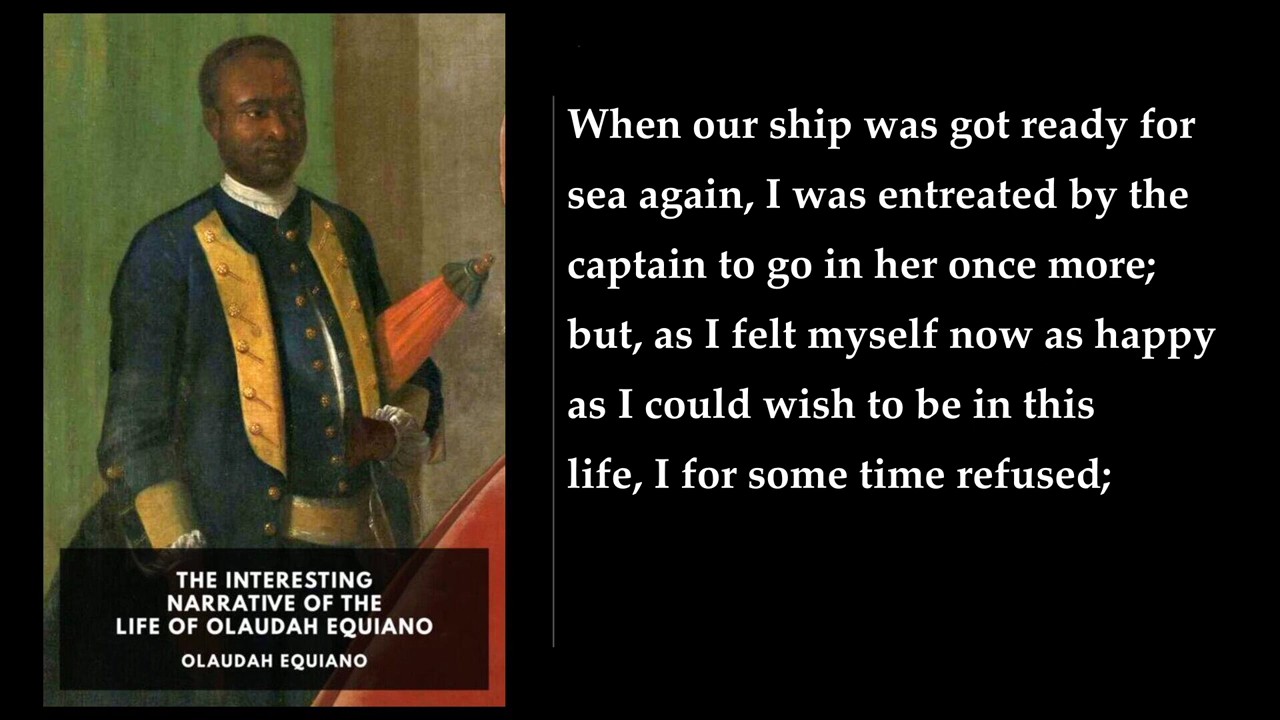 THE INTERESTING
NARRATIVE OF THE
LIFE OF OLAUDAH EQUIANO
OLAUDAH EQUIANO
When our ship was got ready for
sea again, I was entreated by the
captain to go in her once more;
but, as I felt myself now as happy
as I could wish to be in this
life, I for some time refused;